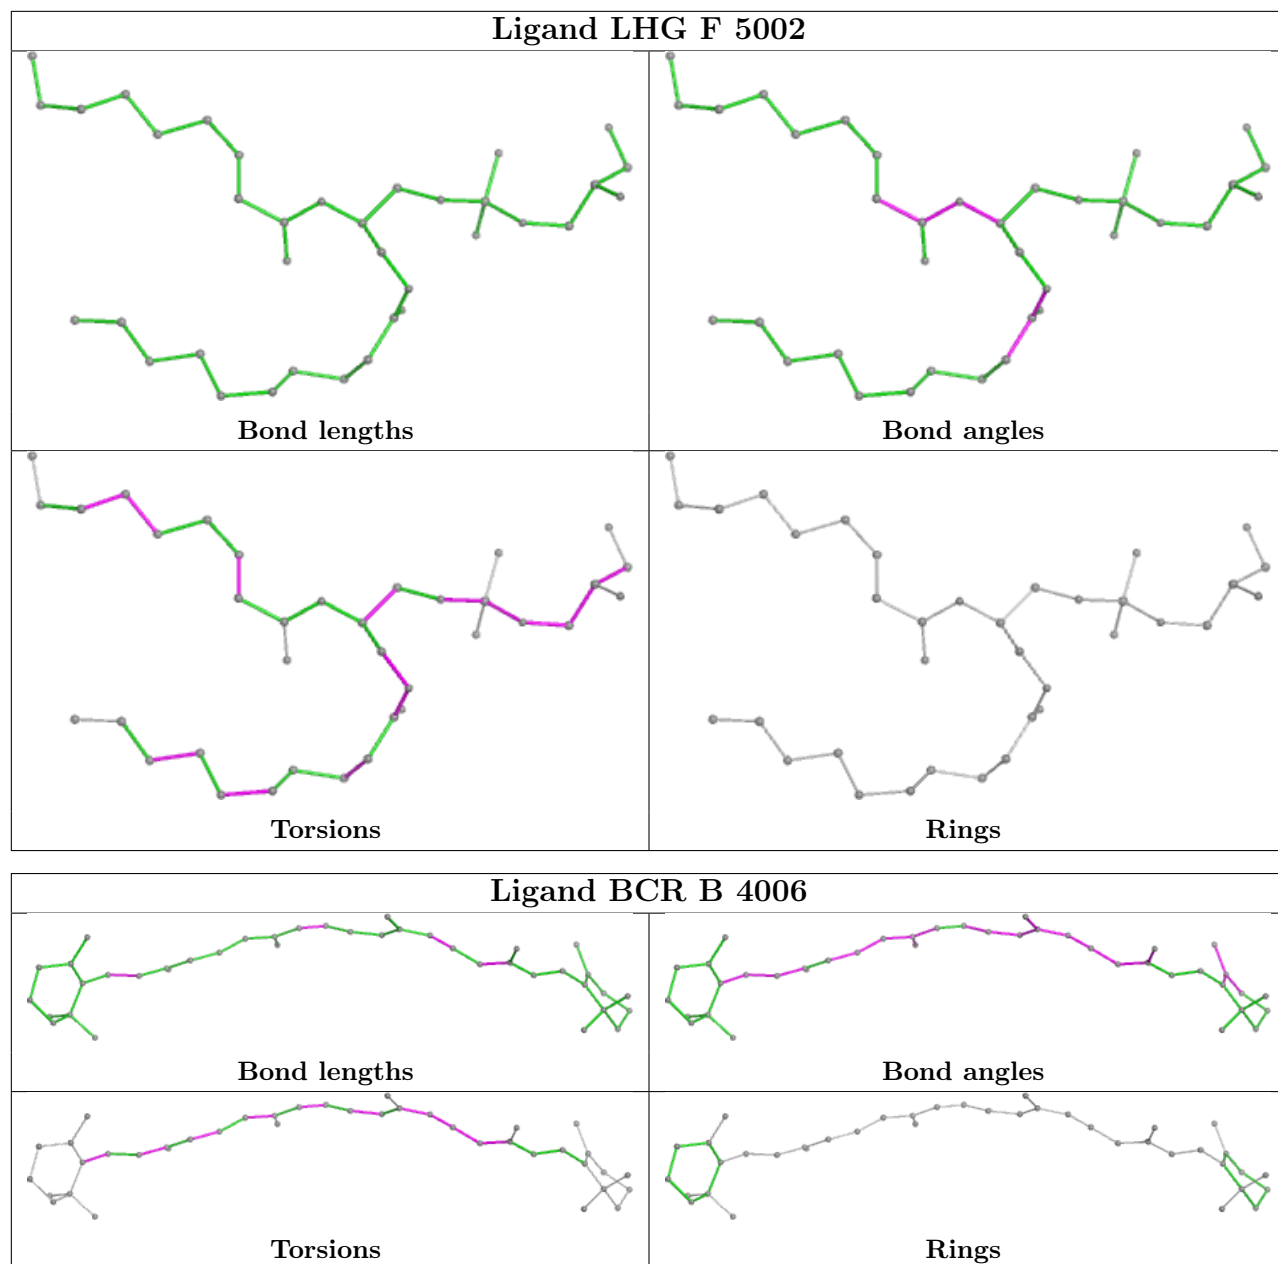 Ligand LHG F 5002
Bond lengths
Bond angles
Torsions
Rings
Ligand BCR B 4006
Bond lengths
Bond angles
Torsions
Rings